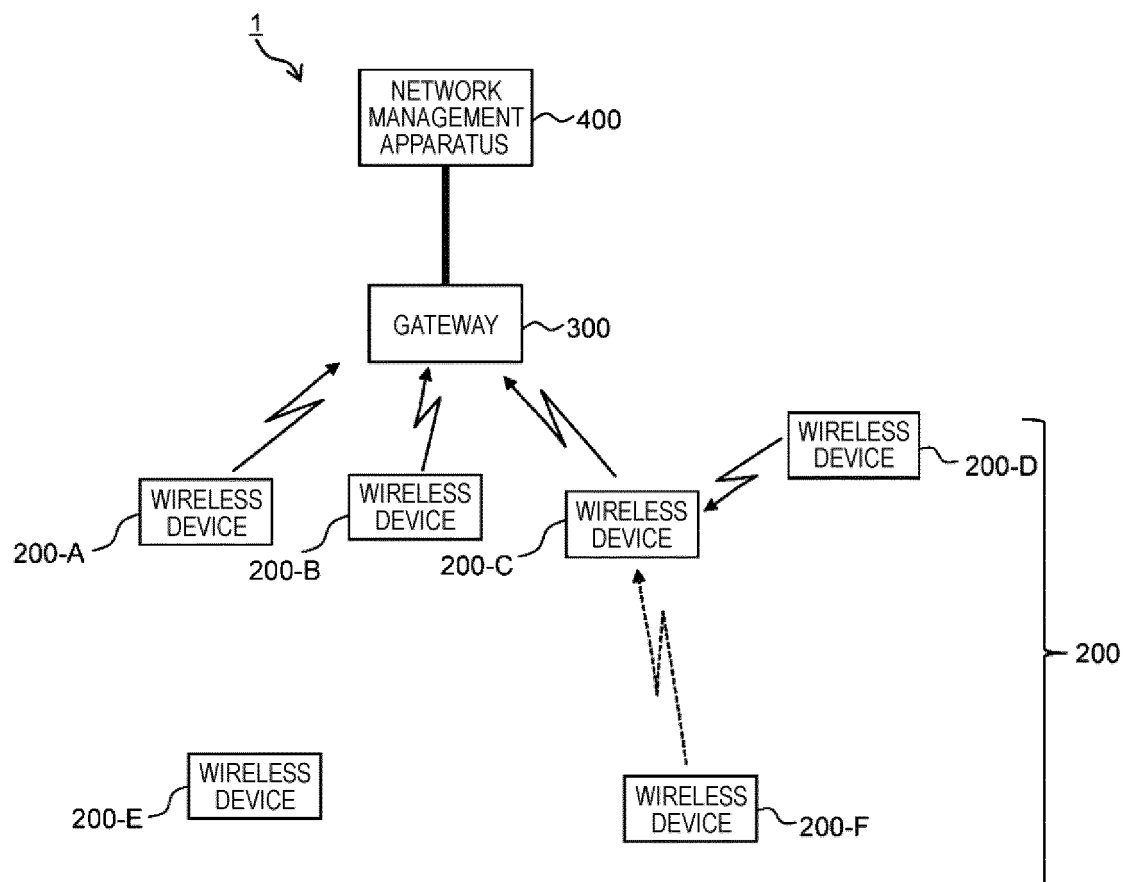 1
NETWORK
MANAGEMENT
APPARATUS
400
GATEWAY
300
WIRELESS
DEVICE
200-A
WIRELESS
DEVICE
200-B
WIRELESS
DEVICE
200-C
WIRELESS
DEVICE
200-D
200
WIRELESS
DEVICE
200-E
WIRELESS
DEVICE
200-F